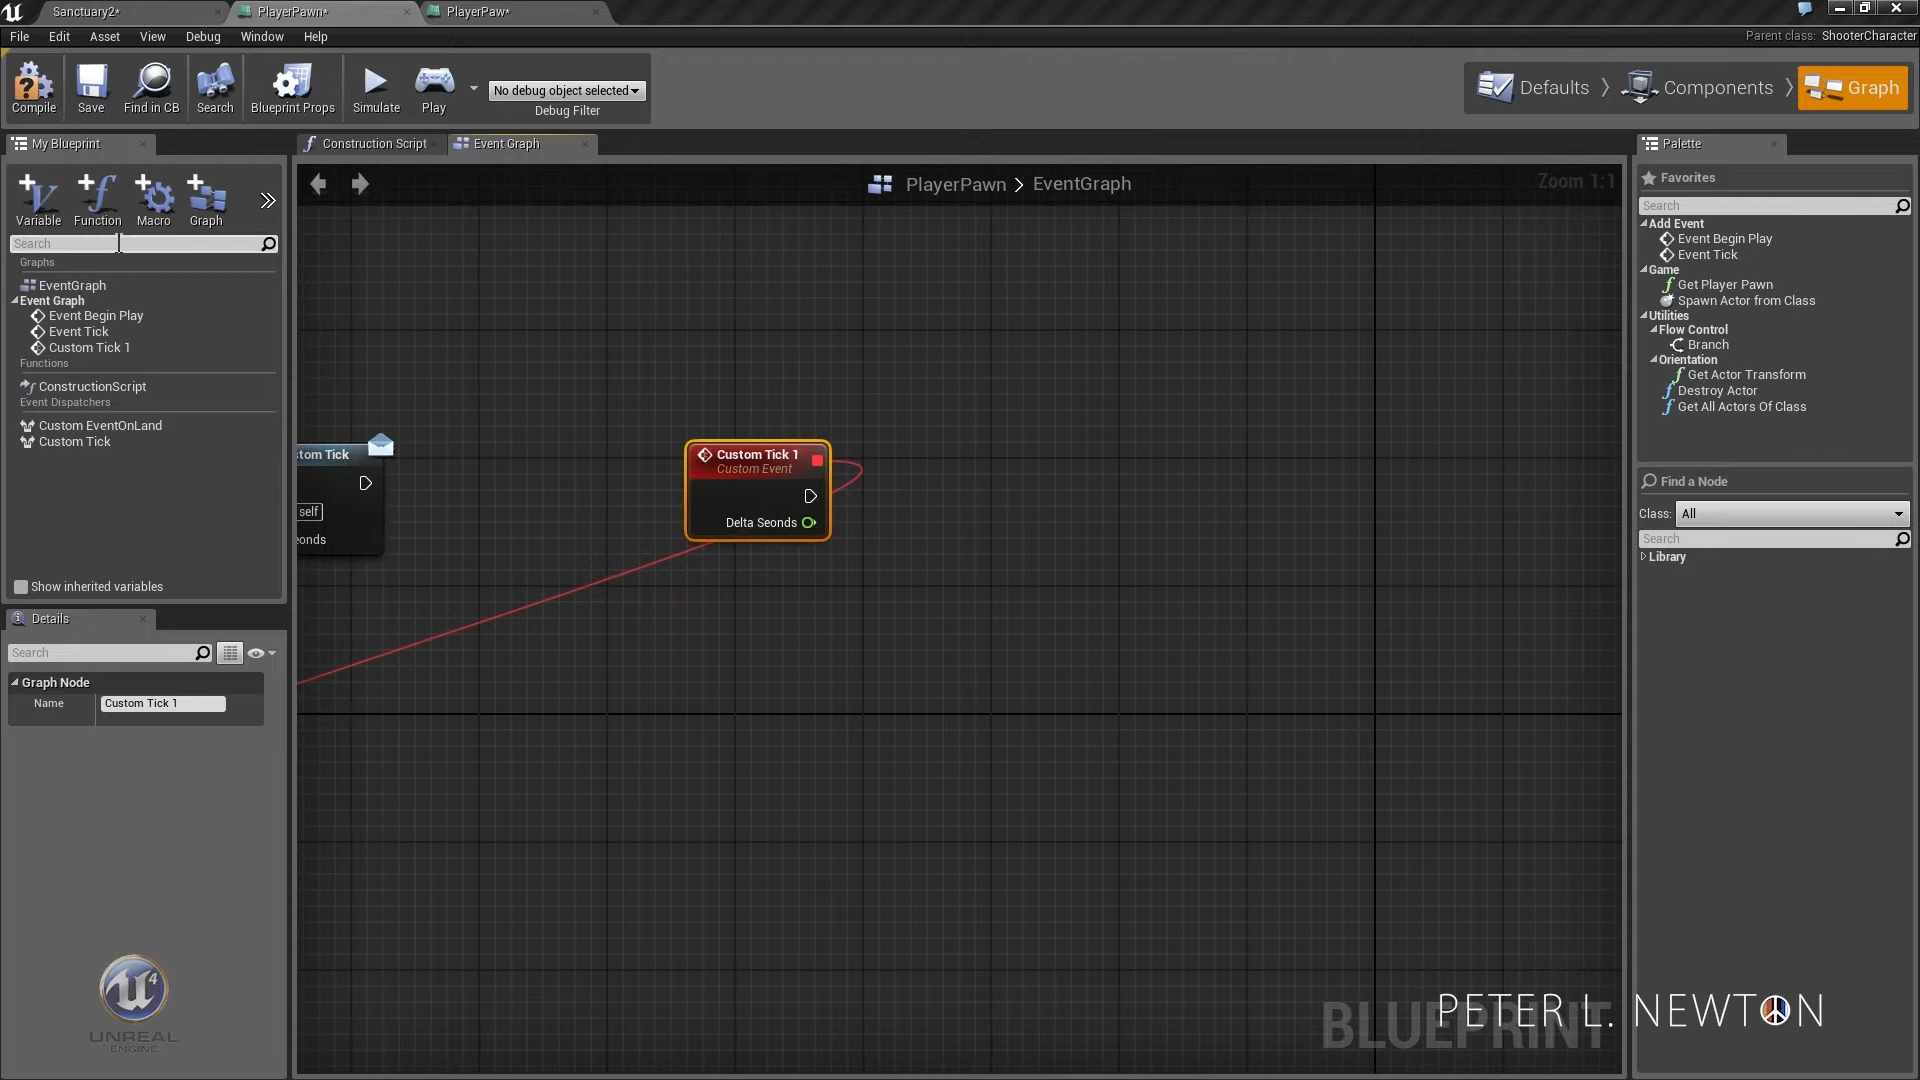 Sanctuary2*
PlayerPawn*
PlayerPaw*
File Edit Asset View Debug Window Help
Parent class: ShooterCharacter
Compile
Save
Find in CB
Search
Blueprint Props
Simulate
Play
No debug object selected
Debug Filter
Defaults
Components
Graph
My Blueprint
Construction Script
Event Graph
Palette
Variable
Function
Macro
Graph
Search
Graphs
EventGraph
Event Graph
Event Begin Play
Event Tick
Custom Tick 1
Functions
ConstructionScript
Event Dispatchers
Custom EventOnLand
Custom Tick
Show inherited variables
Details
Search
Graph Node
Name
Custom Tick 1
UNREAL
ENGINE
PlayerPawn > EventGraph
Zoom 1:1
tom Tick
self
onds
Custom Tick 1
Custom Event
Delta Seonds
BLUEPRINT
PETER L. NEWTON
Favorites
Search
Add Event
Event Begin Play
Event Tick
Game
Get Player Pawn
Spawn Actor from Class
Utilities
Flow Control
Branch
Orientation
Get Actor Transform
Destroy Actor
Get All Actors Of Class
Find a Node
Class: All
Search
Library